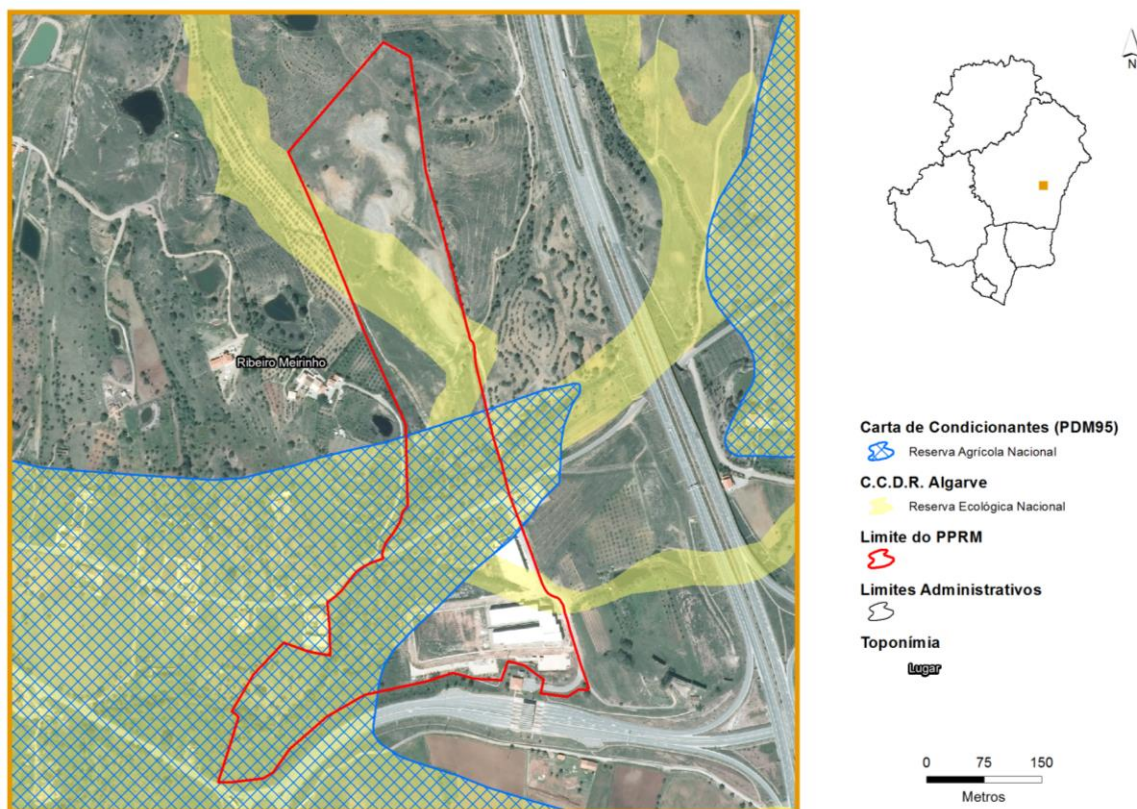 N
Ribeiro Meirinho
Carta de Condicionantes (PDM95)
Reserva Agrícola Nacional
C.C.D.R. Algarve
Reserva Ecológica Nacional
Limite do PPRM
Limites Administrativos
Toponímia
Lugar
0 75 150
Metros